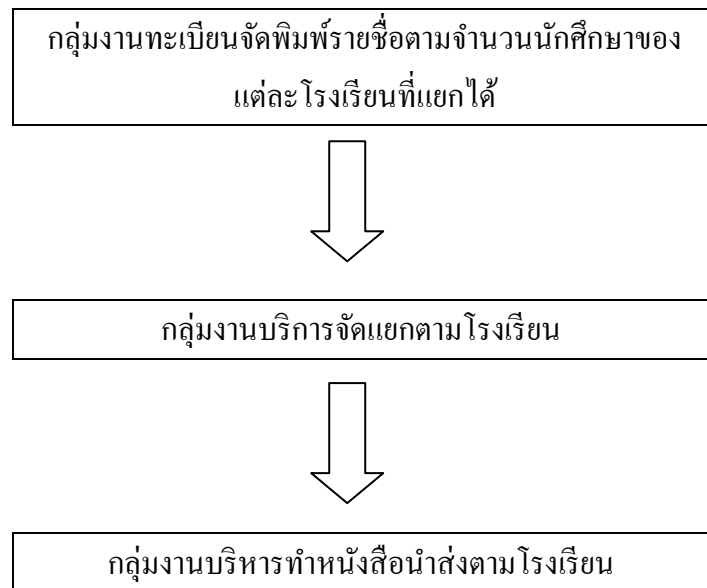 กลุ่มงานทะเบียนจัดพิมพ์รายชื่อตามจำนวนนักศึกษาของ
แต่ละโรงเรียนที่แยกได้
กลุ่มงานบริการจัดแยกตามโรงเรียน
กลุ่มงานบริหารทำหนังสือนำส่งตามโรงเรียน